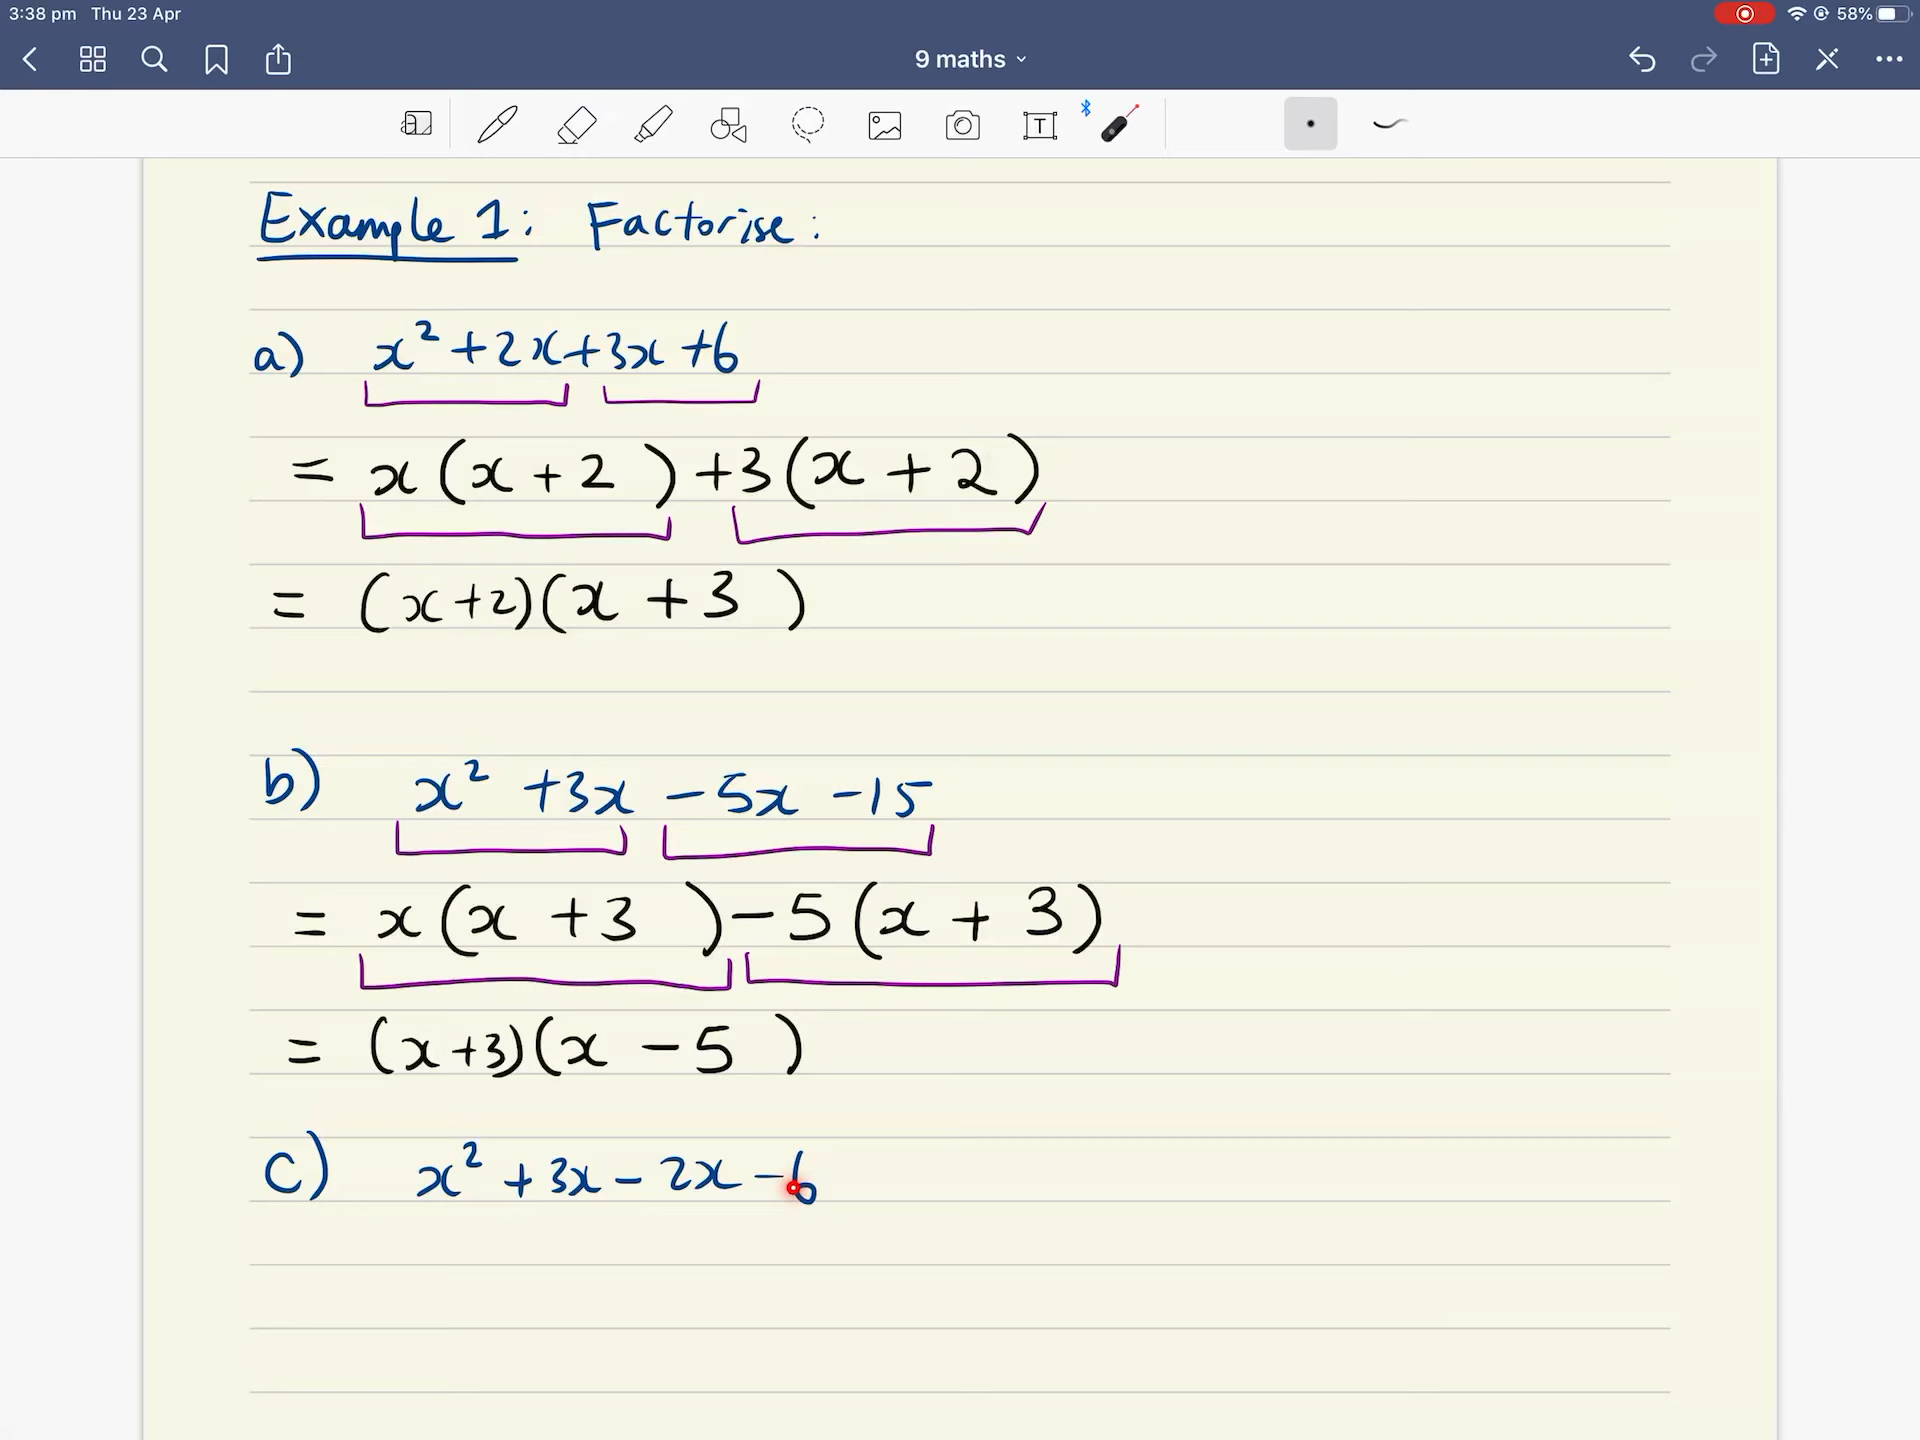 3:38 pm Thu 23 Apr 58%
9 maths
Example 1: Factorise:
a) x² +2x+3x +6
= x(x+2)+3(x+2)
= (x+2)(x+3)
b) x² +3x -5x -15
= x(x+3)-5(x+3)
= (x+3)(x-5)
c) x² +3x-2x-6